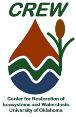 CREW
Center for Restoration of
Ecosystems and Watersheds
University of Oklahoma